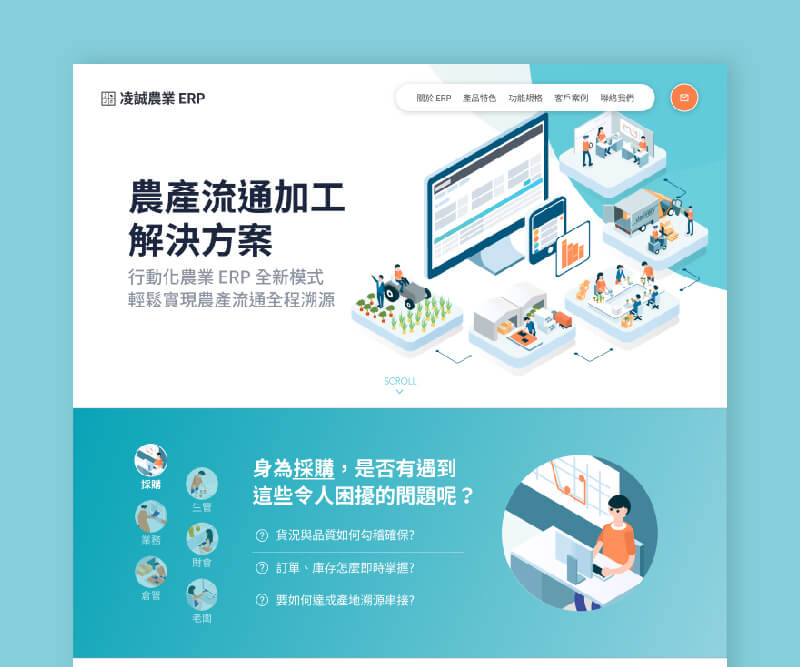 凌誠農業 ERP
關於 ERP 產品特色 功能規格 客戶案例 聯絡我們
農產流通加工
解決方案
行動化農業 ERP 全新模式
輕鬆實現農產流通全程溯源
SCROLL
採購
生管
業務
財會
倉管
老闆
身為採購，是否有遇到
這些令人困擾的問題呢？
貨況與品質如何勾稽確保?
訂單、庫存怎麼即時掌握?
要如何達成產地溯源串接?